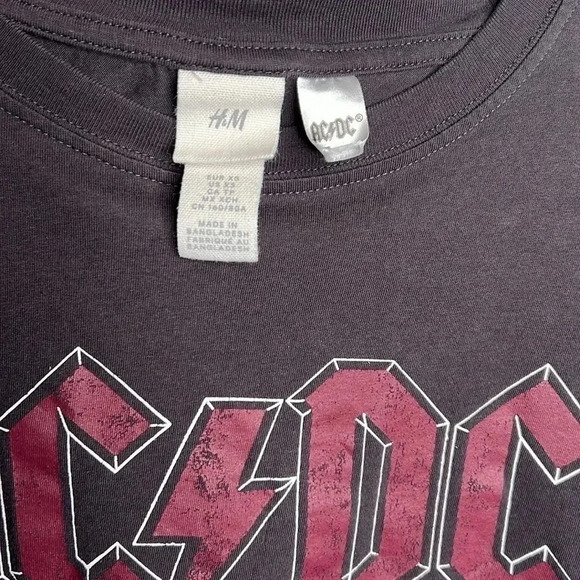 H&M
AC⚡DC®
EUR XS
US XS
CA TP
MX XCH
CN 160/80A
MADE IN
BANGLADESH
FABRIQUÉ AU
BANGLADESH
C⚡DC